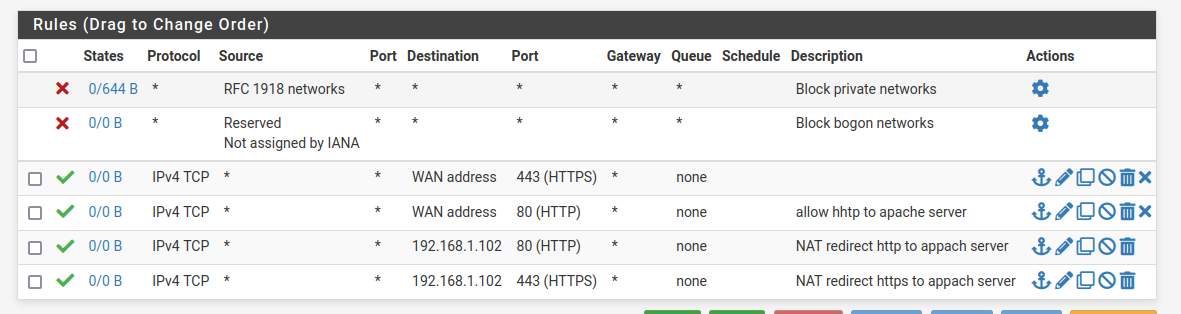 Rules (Drag to Change Order)
States Protocol Source Port Destination Port Gateway Queue Schedule Description Actions
0/644 B * RFC 1918 networks * * * * * Block private networks
0/0 B * Reserved * * * * * Block bogon networks
Not assigned by IANA
0/0 B IPv4 TCP * * WAN address 443 (HTTPS) * none
0/0 B IPv4 TCP * * WAN address 80 (HTTP) * none allow hhtp to apache server
0/0 B IPv4 TCP * * 192.168.1.102 80 (HTTP) * none NAT redirect http to appach server
0/0 B IPv4 TCP * * 192.168.1.102 443 (HTTPS) * none NAT redirect https to appach server